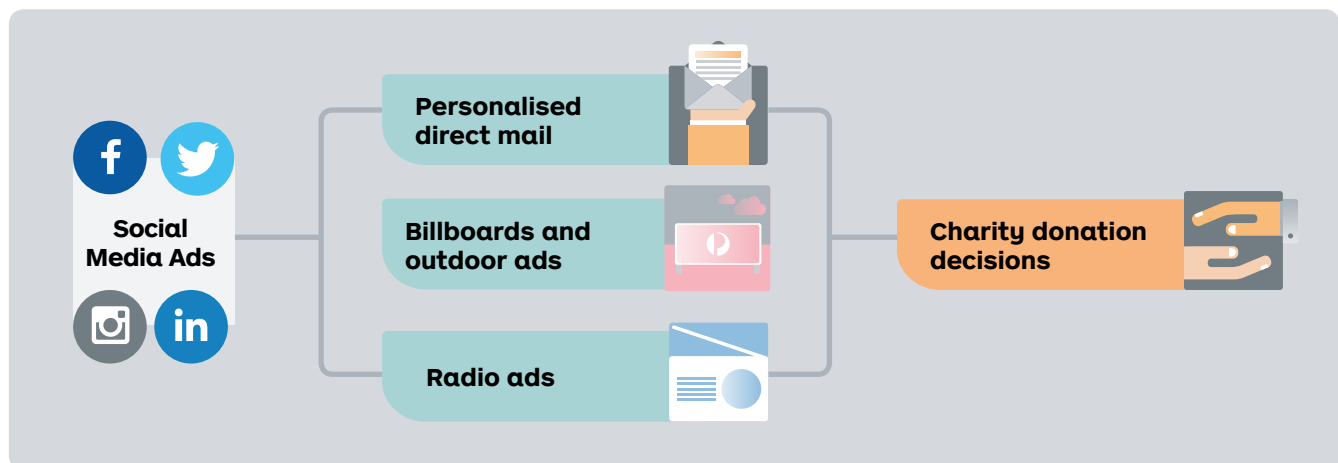 Social
Media Ads
Personalised
direct mail
Billboards and
outdoor ads
Radio ads
Charity donation
decisions